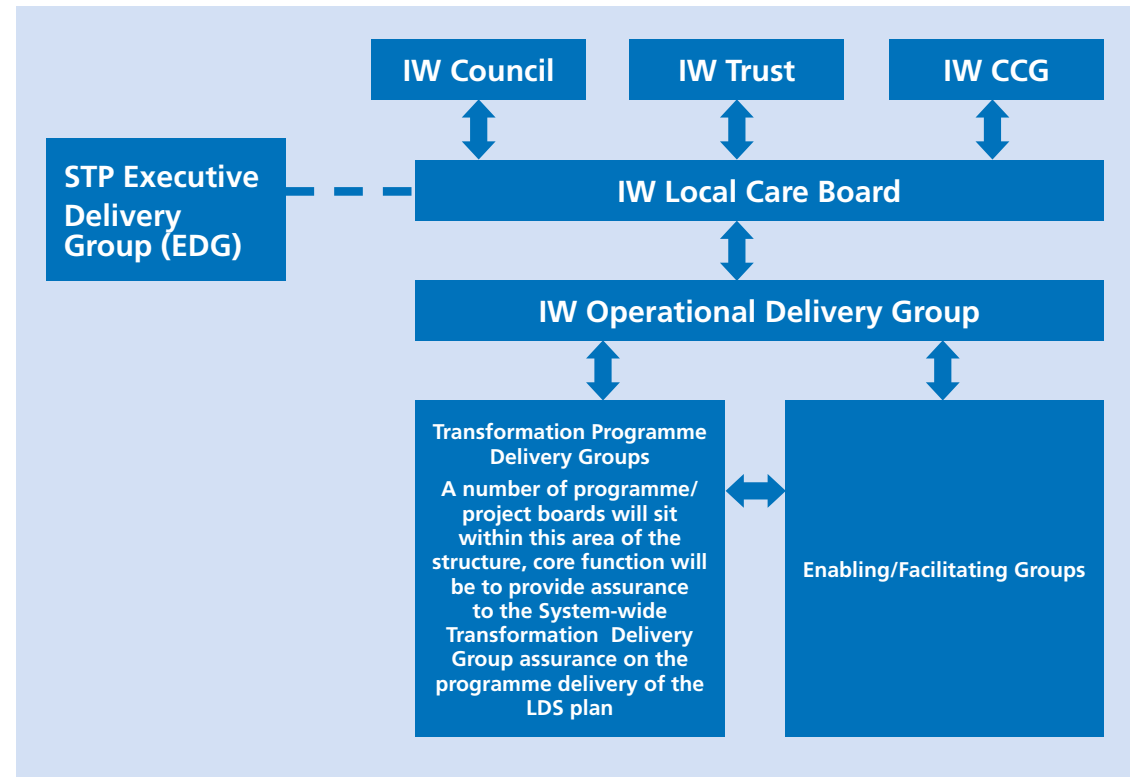 IW Council
IW Trust
IW CCG
STP Executive
Delivery
Group (EDG)
IW Local Care Board
IW Operational Delivery Group
Transformation Programme
Delivery Groups
A number of programme/
project boards will sit
within this area of the
structure, core function will
be to provide assurance
to the System-wide
Transformation Delivery
Group assurance on the
programme delivery of the
LDS plan
Enabling/Facilitating Groups